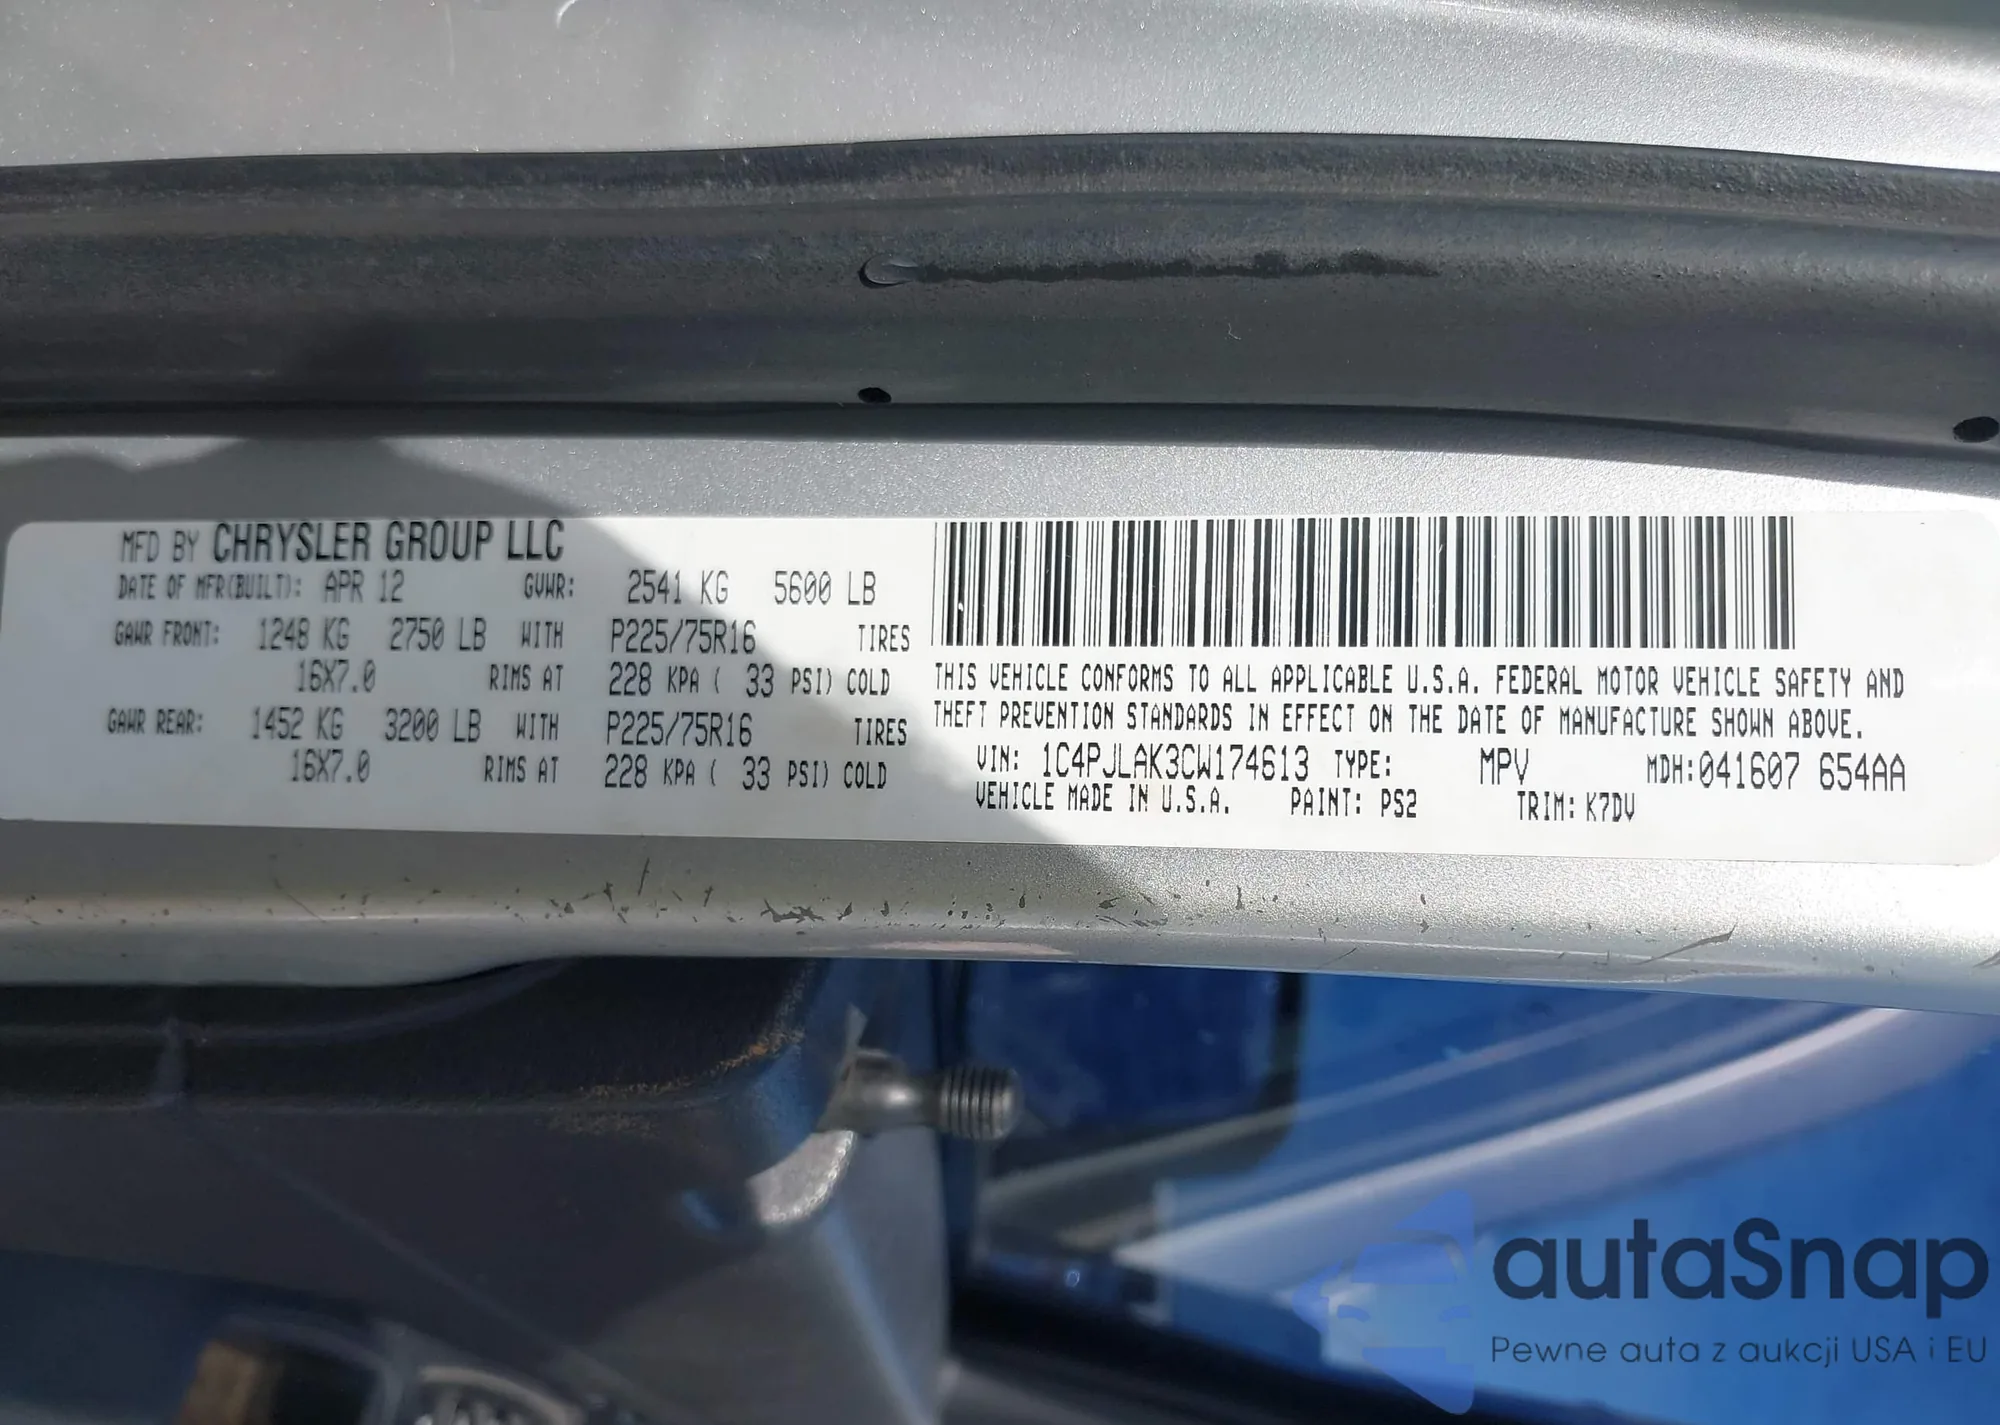 MFD BY CHRYSLER GROUP LLC
DATE OF MFR(BUILT): APR 12 GVWR: 2541 KG 5600 LB
GAWR FRONT: 1248 KG 2750 LB WITH P225/75R16 TIRES
16X7.0 RIMS AT 228 KPA ( 33 PSI) COLD
GAWR REAR: 1452 KG 3200 LB WITH P225/75R16 TIRES
16X7.0 RIMS AT 228 KPA ( 33 PSI) COLD
THIS VEHICLE CONFORMS TO ALL APPLICABLE U.S.A. FEDERAL MOTOR VEHICLE SAFETY AND
THEFT PREVENTION STANDARDS IN EFFECT ON THE DATE OF MANUFACTURE SHOWN ABOVE.
VIN: 1C4PJLAK3CW174613 TYPE: MPV MDH:041607 654AA
VEHICLE MADE IN U.S.A. PAINT: PS2 TRIM: K7DV
autaSnap
Pewne auta z aukcji USA i EU